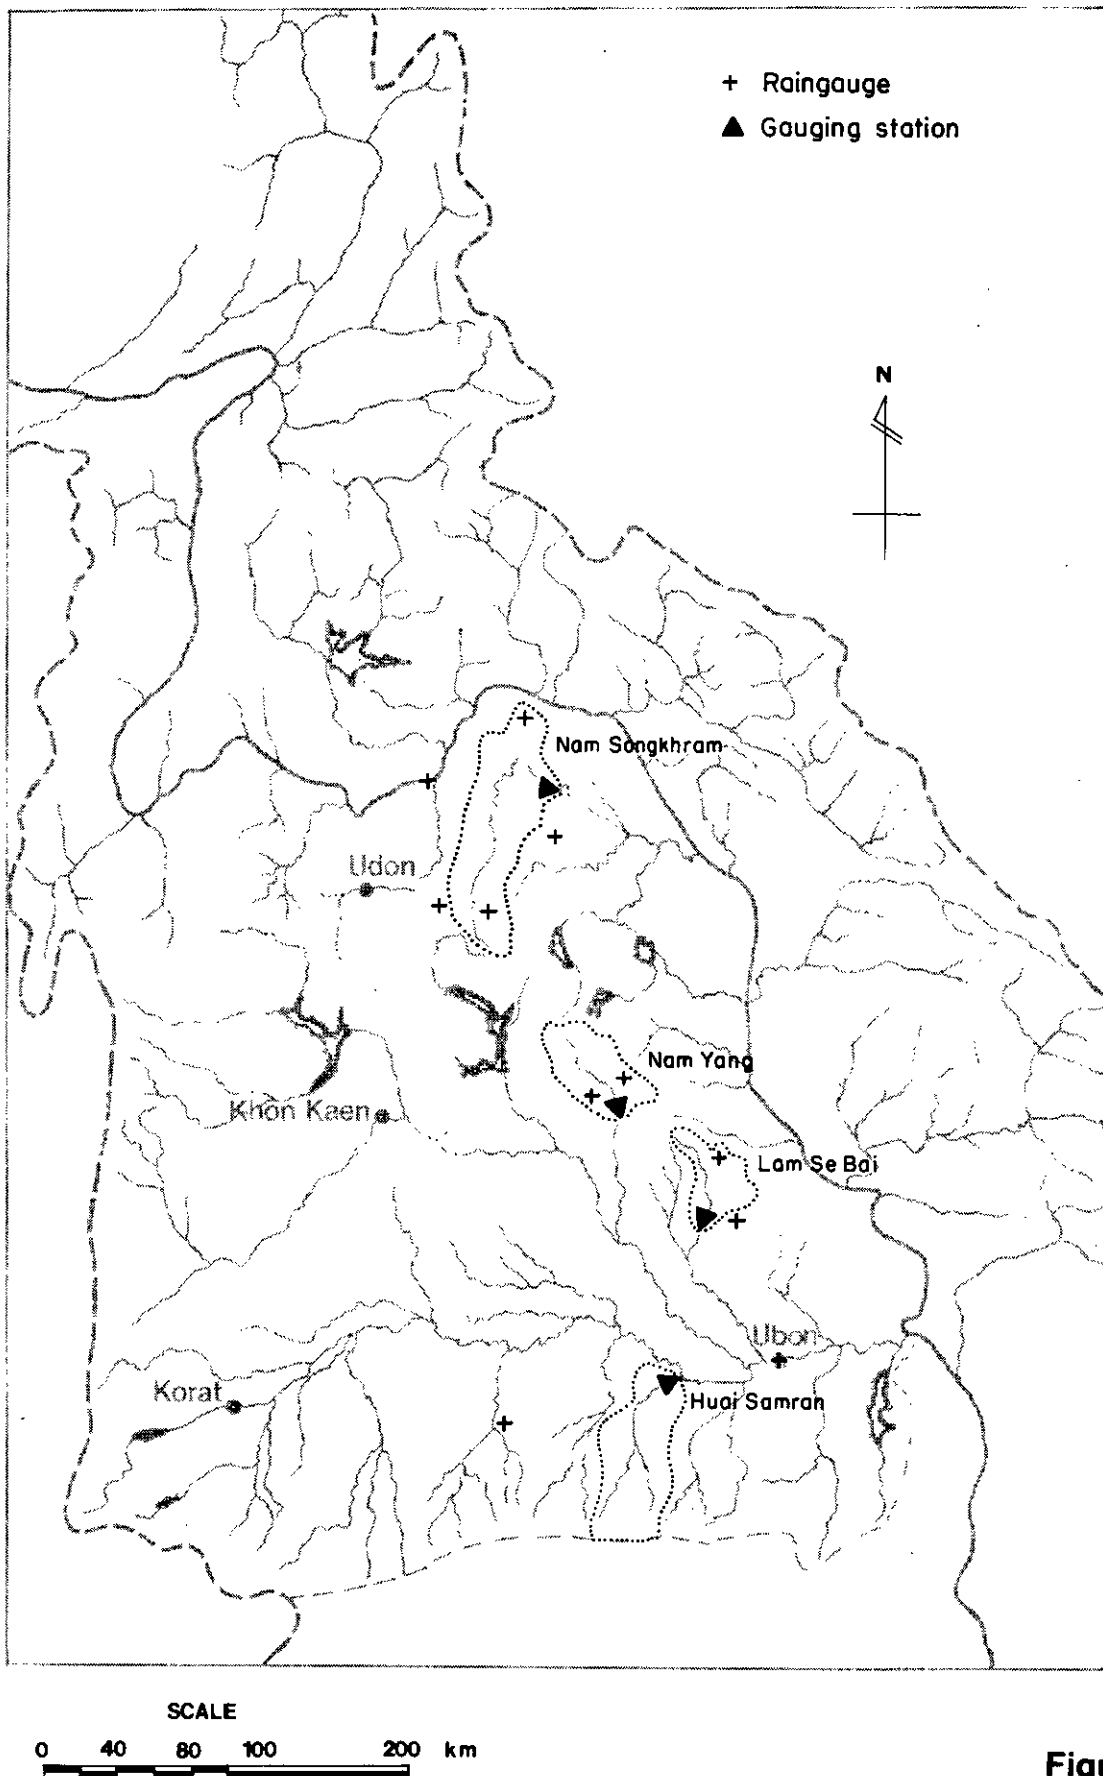 + Raingauge
▲ Gauging station
N
Nam Songkhram
Udon
Nam Yang
Khon Kaen
Lam Se Bai
Ubon
Korat
Huai Samran
SCALE
0 40 80 100 200 km
Figu